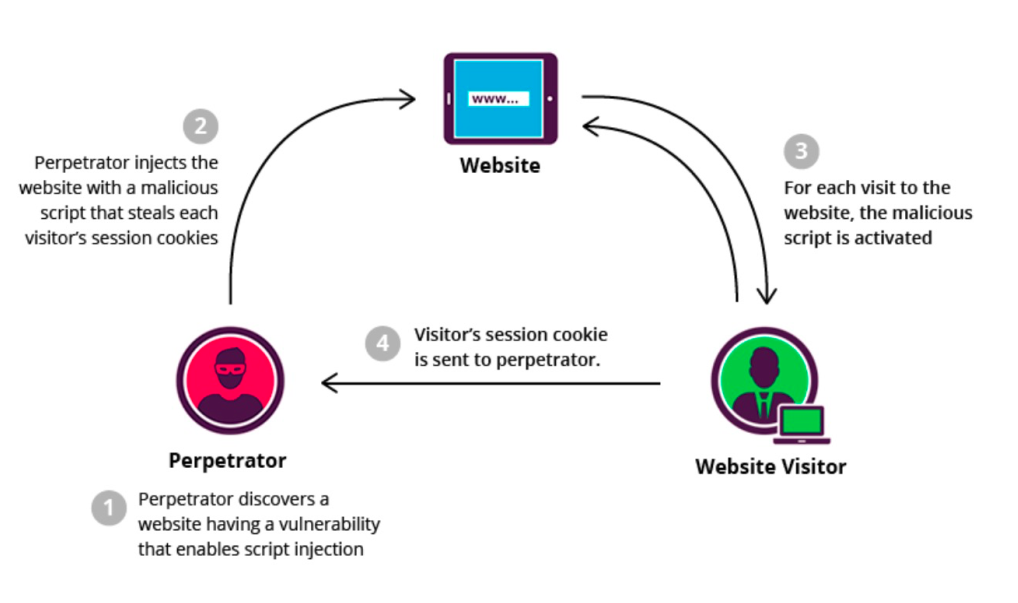 www...
Website
2
Perpetrator injects the
website with a malicious
script that steals each
visitor's session cookies
3
For each visit to the
website, the malicious
script is activated
4
Visitor's session cookie
is sent to perpetrator.
Perpetrator
Website Visitor
1
Perpetrator discovers a
website having a vulnerability
that enables script injection